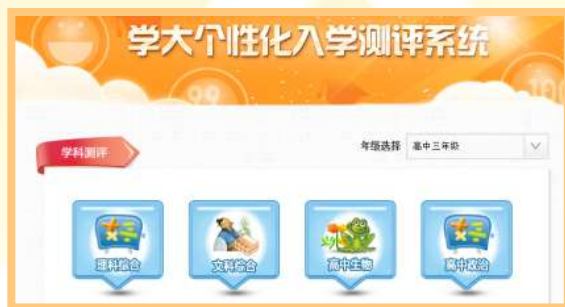 学大个性化入学测评系统
99
100
学科测评
年级选择 高中三年级
理科综合 文科综合 高中生物 高中政治